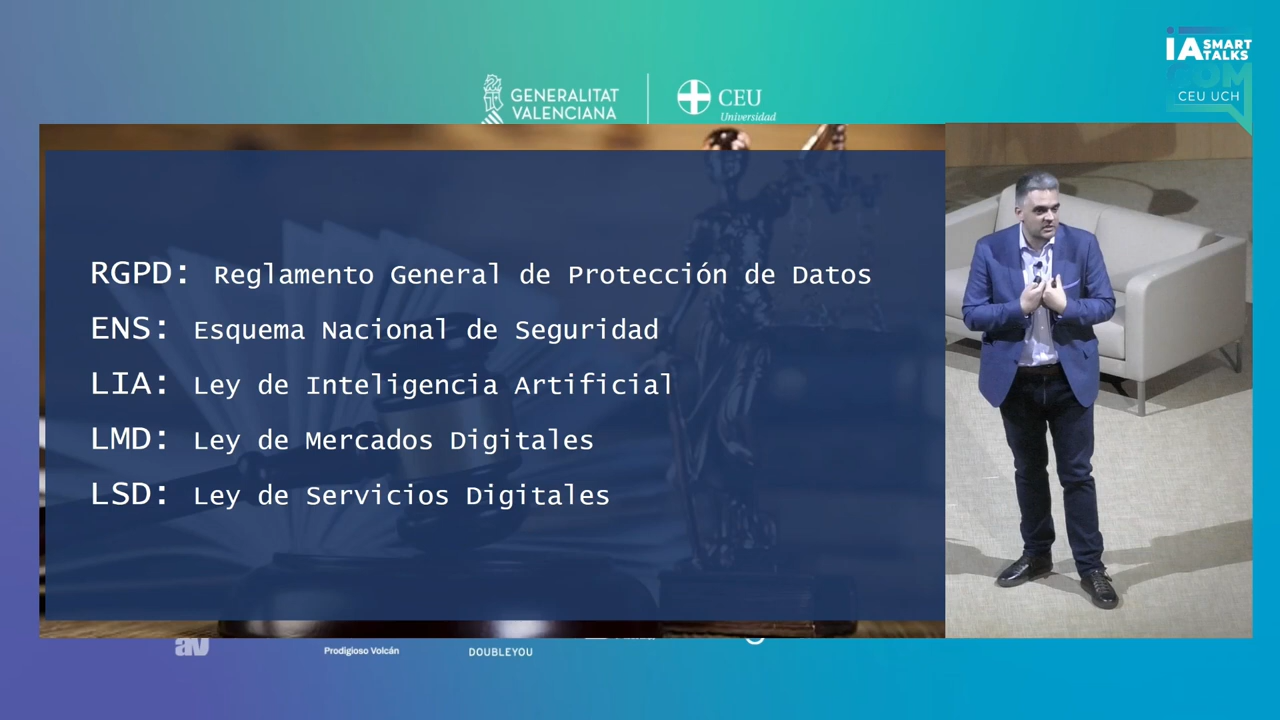 iA SMART
TALKS
COM
CEU UCH
GENERALITAT
VALENCIANA
CEU
Universidad
RGPD: Reglamento General de Protección de Datos
ENS: Esquema Nacional de Seguridad
LIA: Ley de Inteligencia Artificial
LMD: Ley de Mercados Digitales
LSD: Ley de Servicios Digitales
av
Prodigioso Volcán
DOUBLEYOU